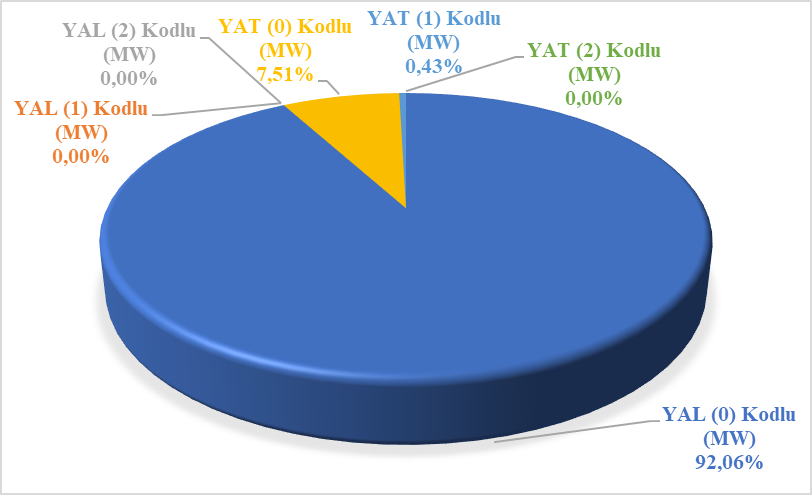 YAL (2) Kodlu
(MW)
0,00%
YAT (0) Kodlu
(MW)
7,51%
YAT (1) Kodlu
(MW)
0,43%
YAT (2) Kodlu
(MW)
0,00%
YAL (1) Kodlu
(MW)
0,00%
YAL (0) Kodlu
(MW)
92,06%